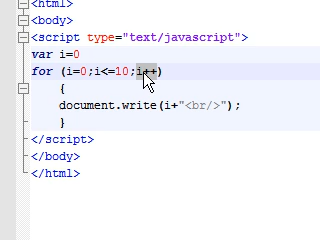 <html>
<body>
<script type="text/javascript">
var i=0
for (i=0;i<=10;i++)
{
document.write(i+"<br/>");
}
</script>
</body>
</html>